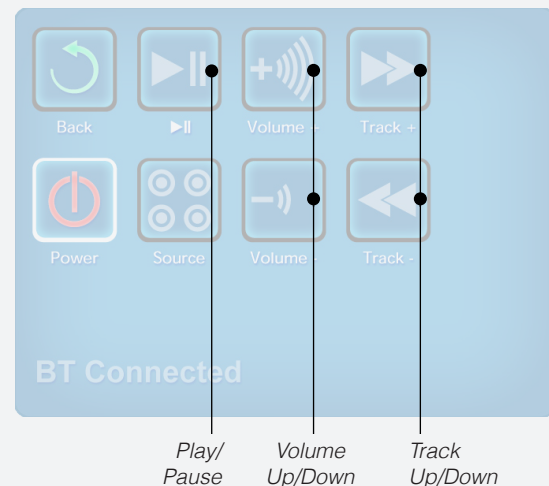 Back ▶II Volume + Track +
Power Source Volume - Track -
BT Connected
Play/ Volume Track
Pause Up/Down Up/Down